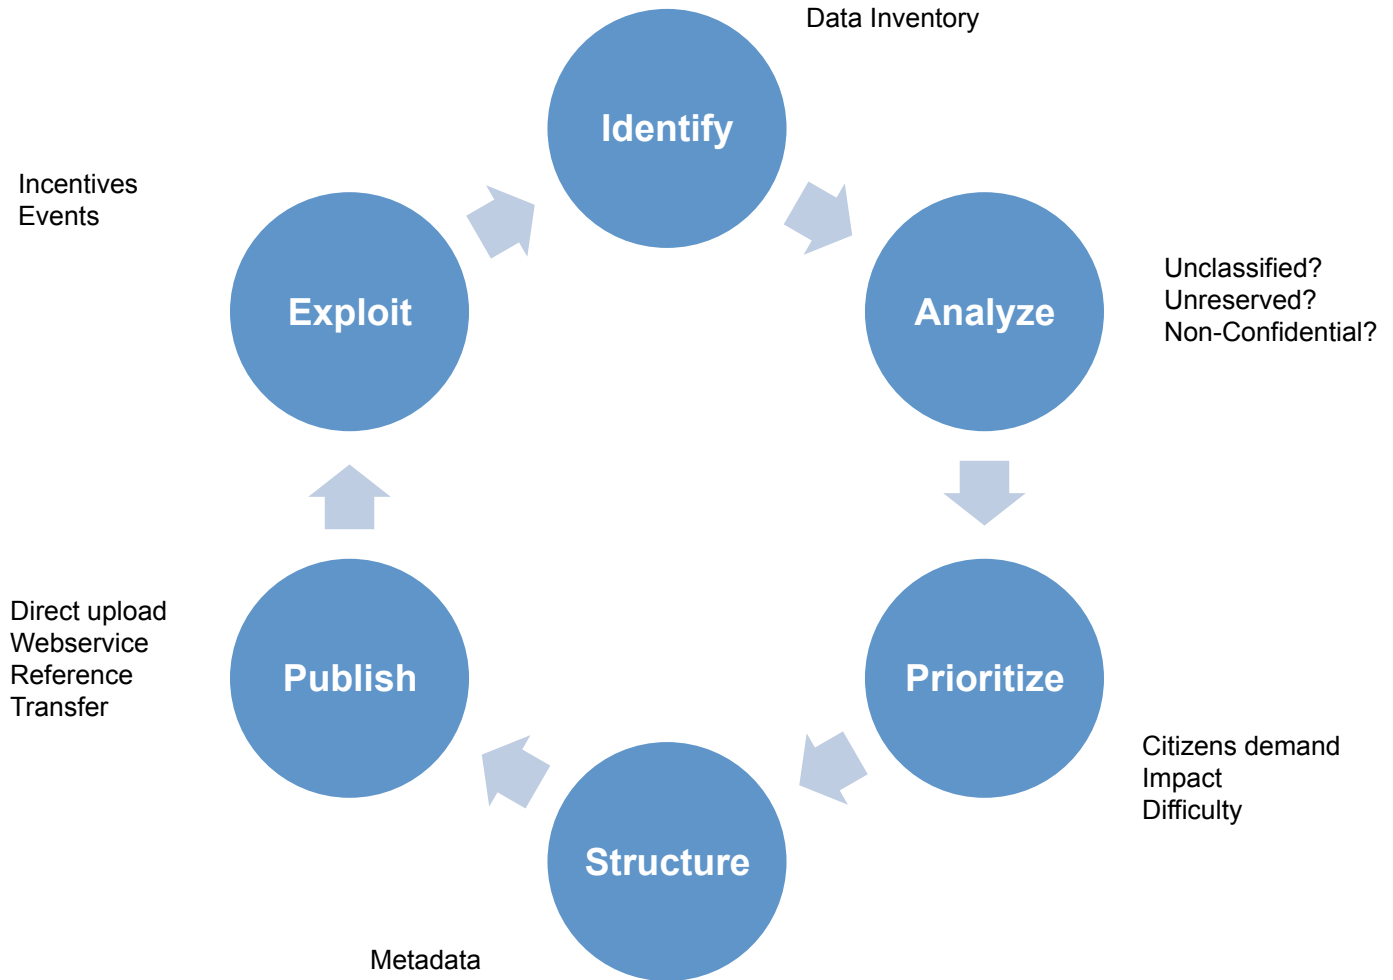 Data Inventory
Identify
Incentives
Events
Exploit
Analyze
Unclassified?
Unreserved?
Non-Confidential?
Direct upload
Webservice
Reference
Transfer
Publish
Prioritize
Citizens demand
Impact
Difficulty
Structure
Metadata